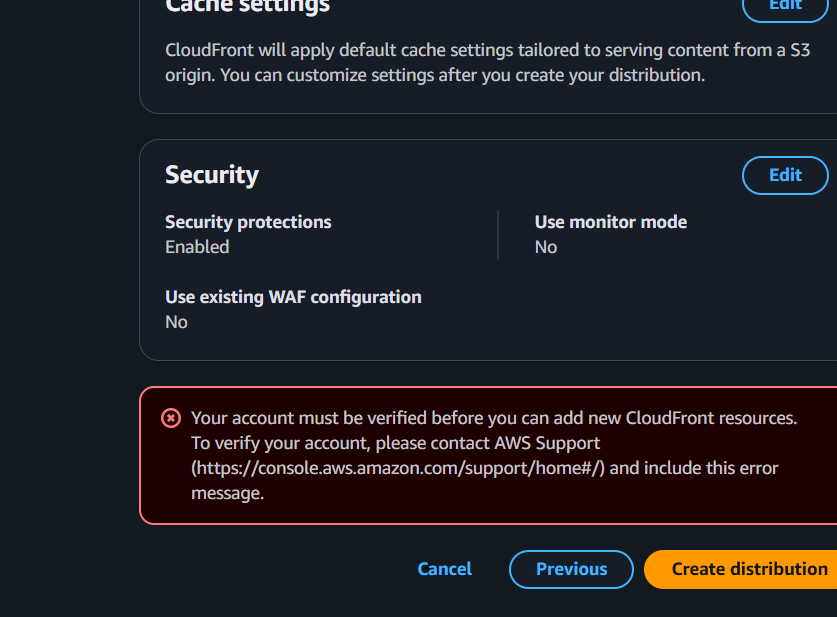 Cache settings
Edit
CloudFront will apply default cache settings tailored to serving content from a S3
origin. You can customize settings after you create your distribution.
Security
Edit
Security protections
Enabled
Use monitor mode
No
Use existing WAF configuration
No
Your account must be verified before you can add new CloudFront resources.
To verify your account, please contact AWS Support
(https://console.aws.amazon.com/support/home#/) and include this error
message.
Cancel
Previous
Create distribution